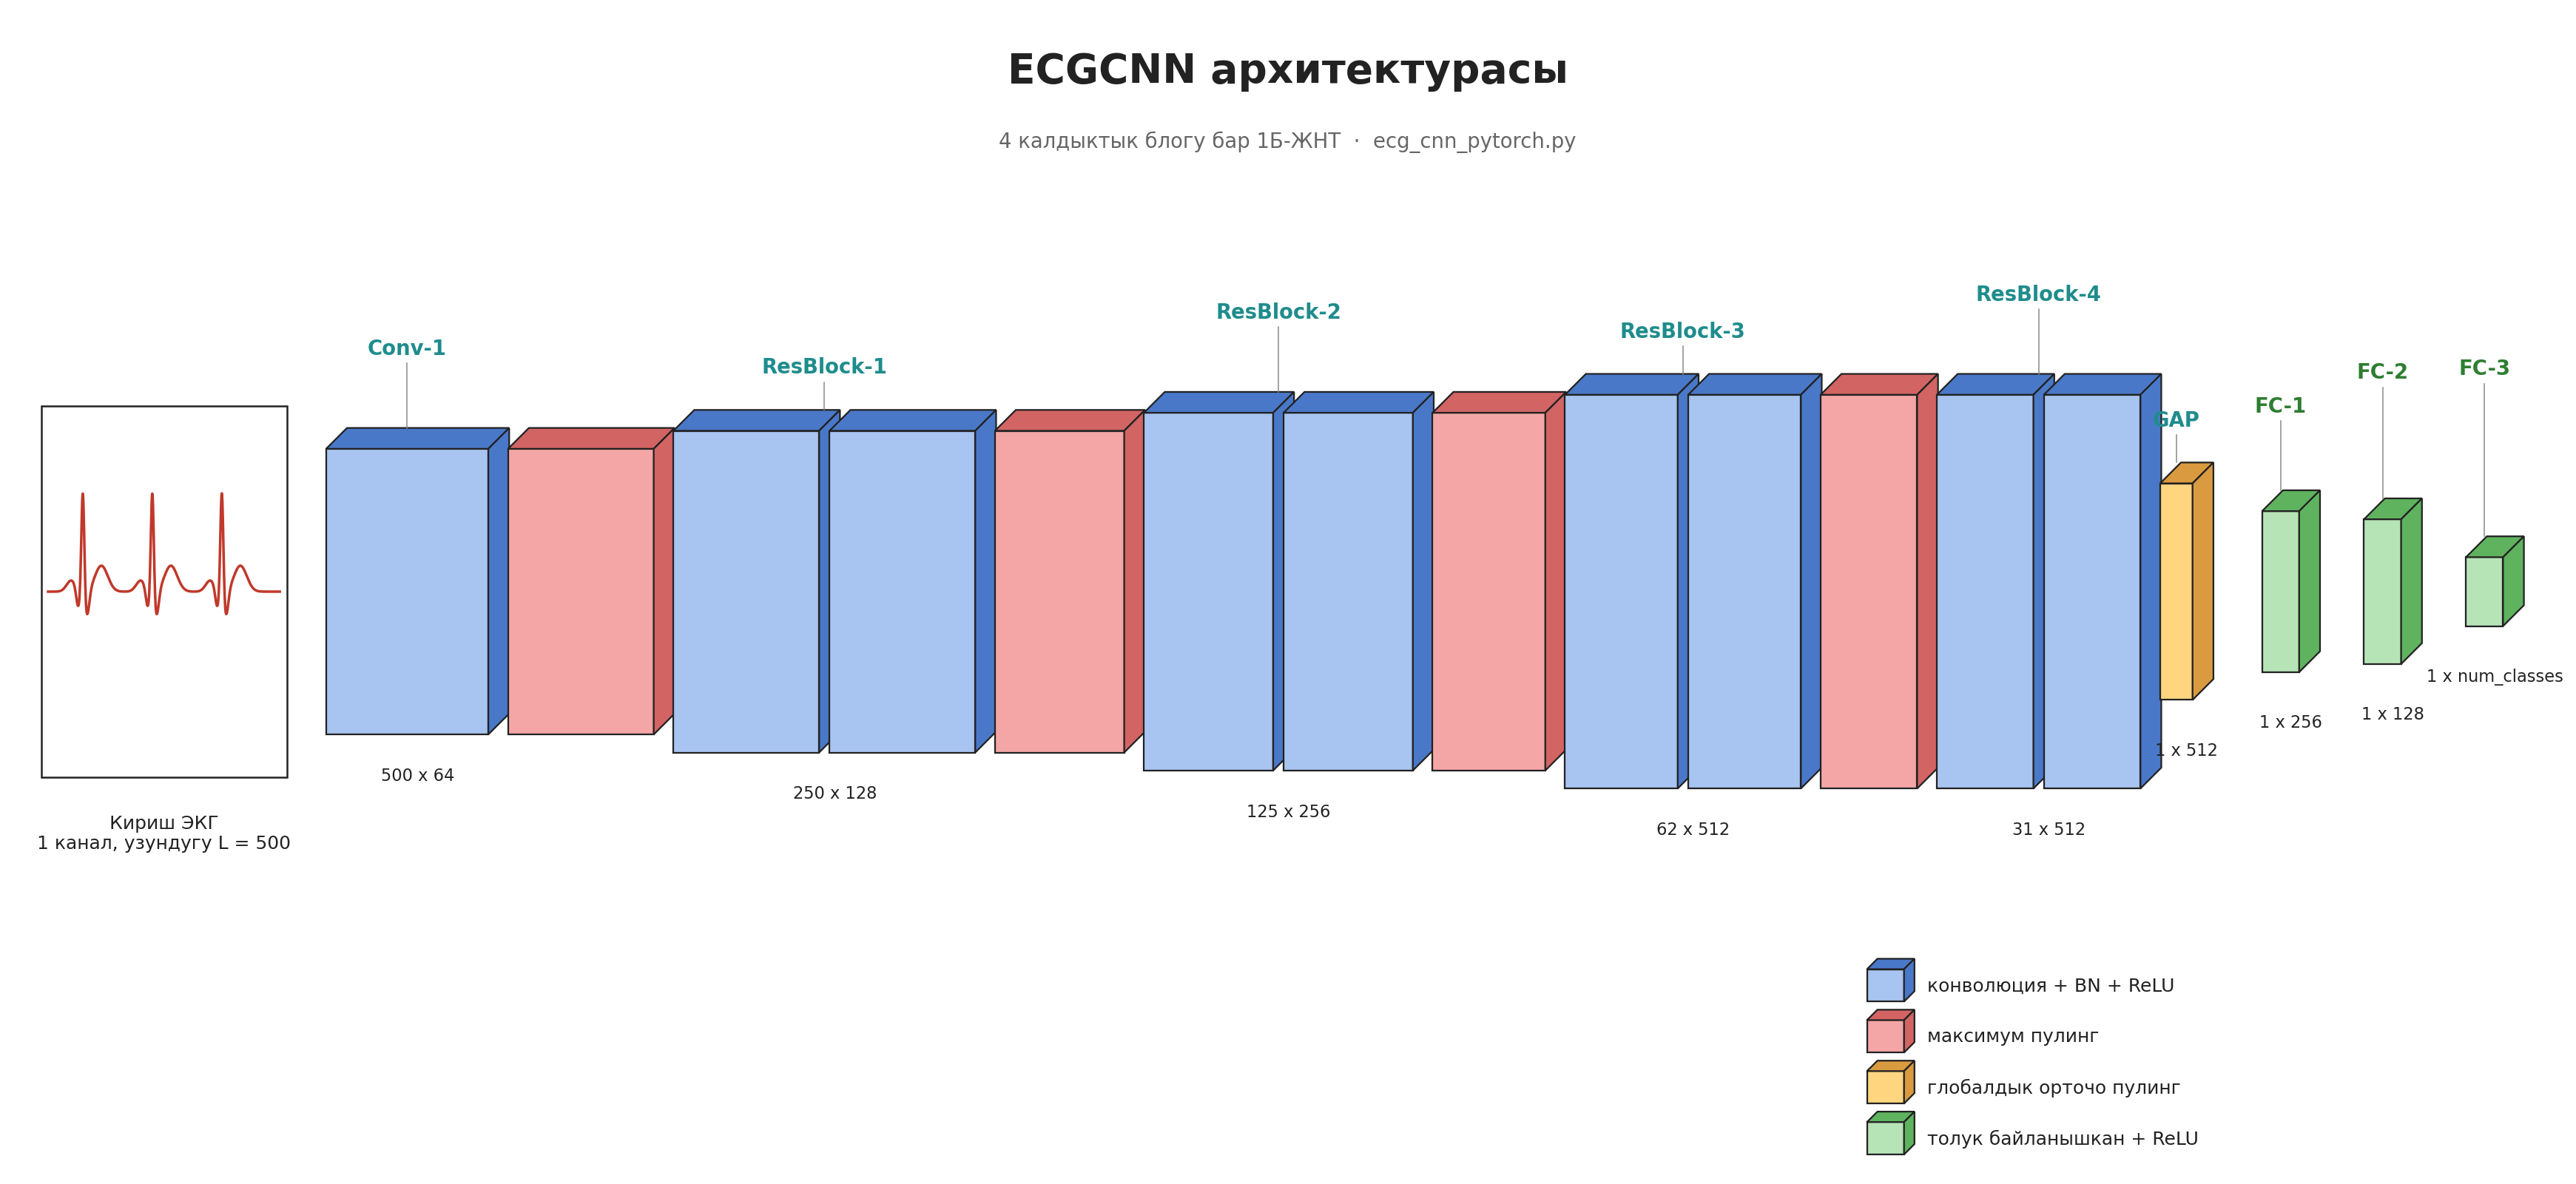 ECGCNN архитектурасы
4 калдыктык блогу бар 1Б-ЖНТ · ecg_cnn_pytorch.py
Conv-1
ResBlock-1
ResBlock-2
ResBlock-3
ResBlock-4
GAP
FC-1
FC-2
FC-3
500 x 64
250 x 128
125 x 256
62 x 512
31 x 512
1 x 512
1 x 256
1 x 128
1 x num_classes
Кириш ЭКГ
1 канал, узундугу L = 500
конволюция + BN + ReLU
максимум пулинг
глобалдык орточо пулинг
толук байланышкан + ReLU